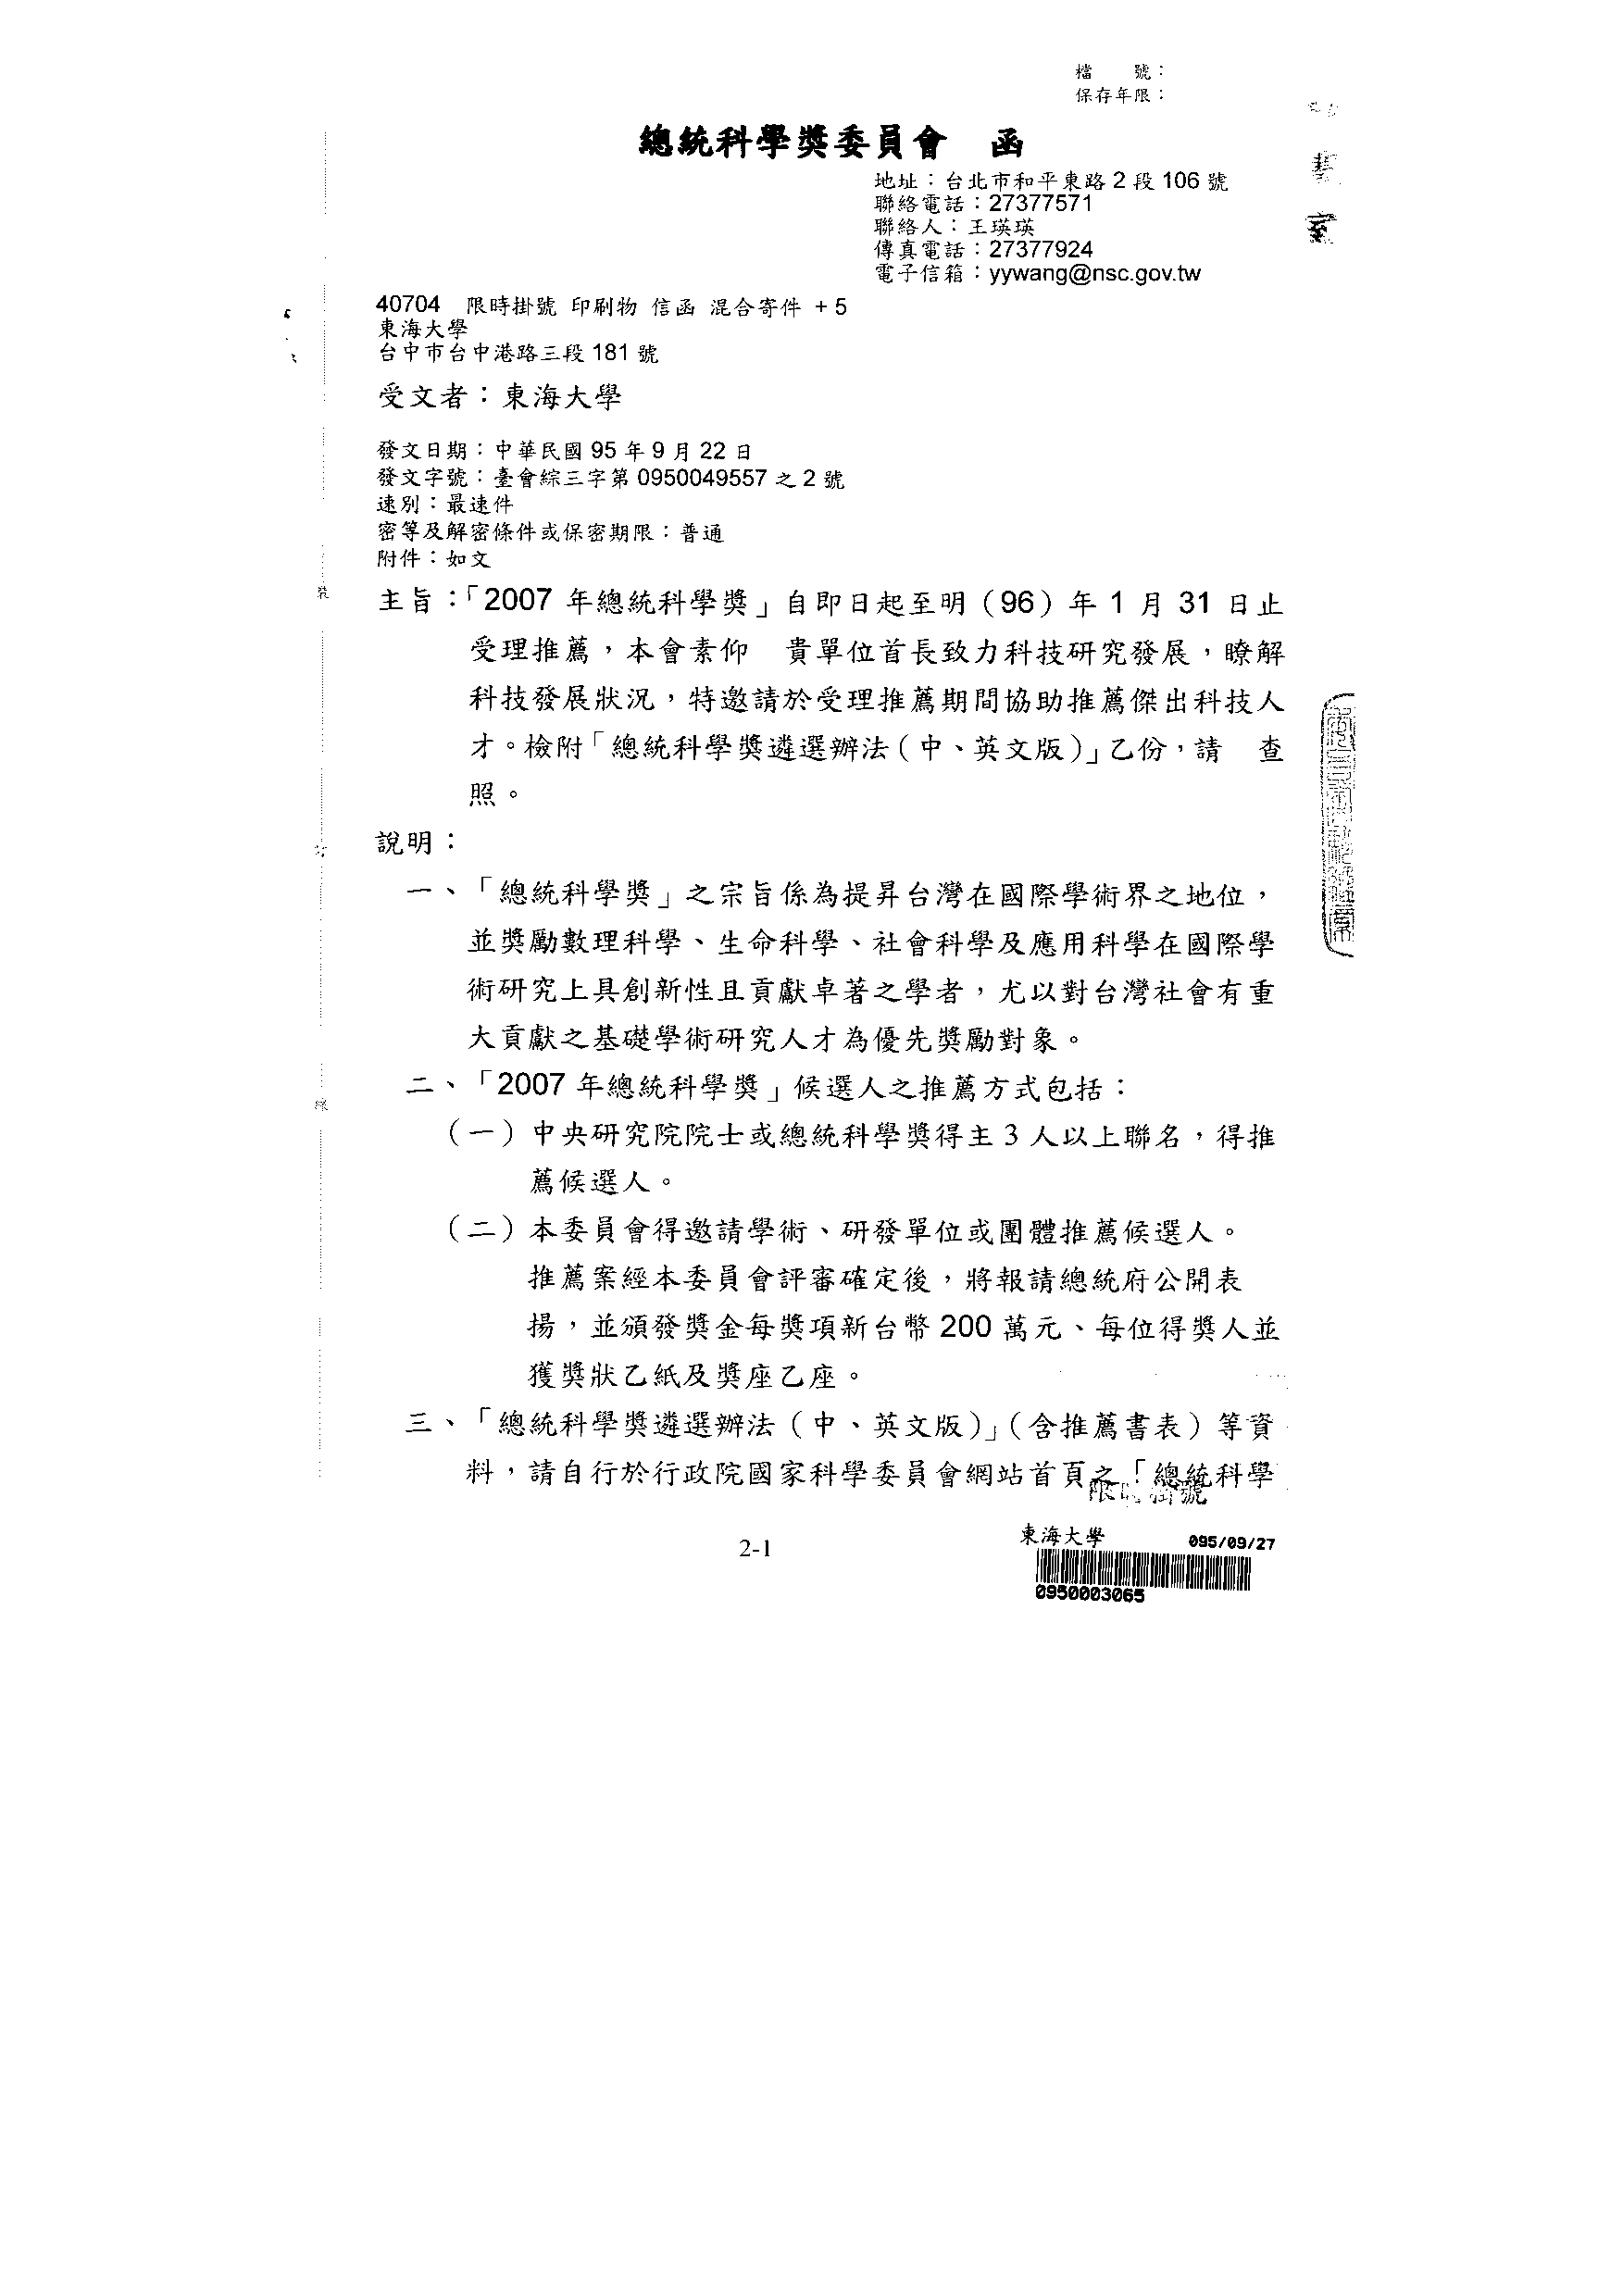 檔　　號：
保存年限：
總統科學獎委員會　函
地址：台北市和平東路2段106號
聯絡電話：27377571
聯絡人：王瑛瑛
傳真電話：27377924
電子信箱：yywang@nsc.gov.tw
40704　限時掛號 印刷物 信函 混合寄件 +5
東海大學
台中市台中港路三段181號
受文者：東海大學
發文日期：中華民國95年9月22日
發文字號：臺會綜三字第0950049557之2號
速別：最速件
密等及解密條件或保密期限：普通
附件：如文
主旨：「2007年總統科學獎」自即日起至明（96）年1月31日止
受理推薦，本會素仰　貴單位首長致力科技研究發展，瞭解
科技發展狀況，特邀請於受理推薦期間協助推薦傑出科技人
才。檢附「總統科學獎遴選辦法（中、英文版）」乙份，請　查
照。
說明：
一、「總統科學獎」之宗旨係為提昇台灣在國際學術界之地位，
並獎勵數理科學、生命科學、社會科學及應用科學在國際學
術研究上具創新性且貢獻卓著之學者，尤以對台灣社會有重
大貢獻之基礎學術研究人才為優先獎勵對象。
二、「2007年總統科學獎」候選人之推薦方式包括：
（一）中央研究院院士或總統科學獎得主3人以上聯名，得推
薦候選人。
（二）本委員會得邀請學術、研發單位或團體推薦候選人。
推薦案經本委員會評審確定後，將報請總統府公開表
揚，並頒發獎金每獎項新台幣200萬元、每位得獎人並
獲獎狀乙紙及獎座乙座。
三、「總統科學獎遴選辦法（中、英文版）」（含推薦書表）等資
料，請自行於行政院國家科學委員會網站首頁之「總統科學
限時掛號
2-1
東海大學　095/09/27
0950003065
裝
訂
線